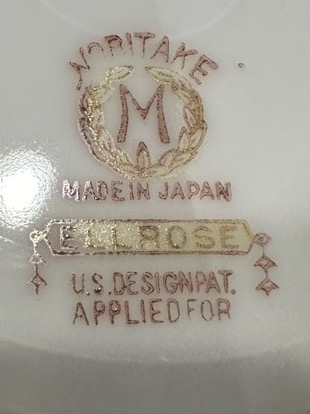 NORITAKE
M
MADE IN JAPAN
ELLROSE
U.S. DESIGN PAT.
APPLIED FOR